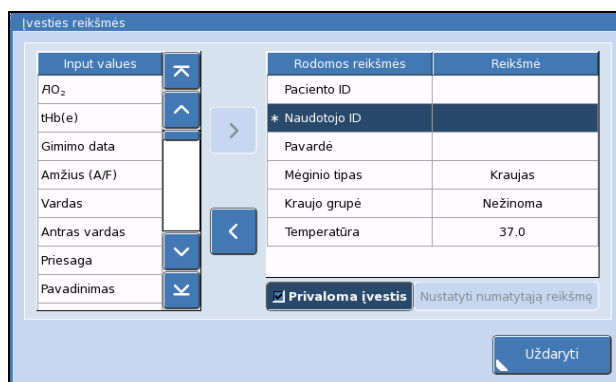 Įvesties reikšmės
Input values
FIO₂
tHb(e)
Gimimo data
Amžius (A/F)
Vardas
Antras vardas
Priesaga
Pavadinimas
Rodomos reikšmės Reikšmė
Paciento ID
* Naudotojo ID
Pavardė
Mėginio tipas Kraujas
Kraujo grupė Nežinoma
Temperatūra 37.0
Privaloma įvestis Nustatyti numatytąją reikšmę
Uždaryti